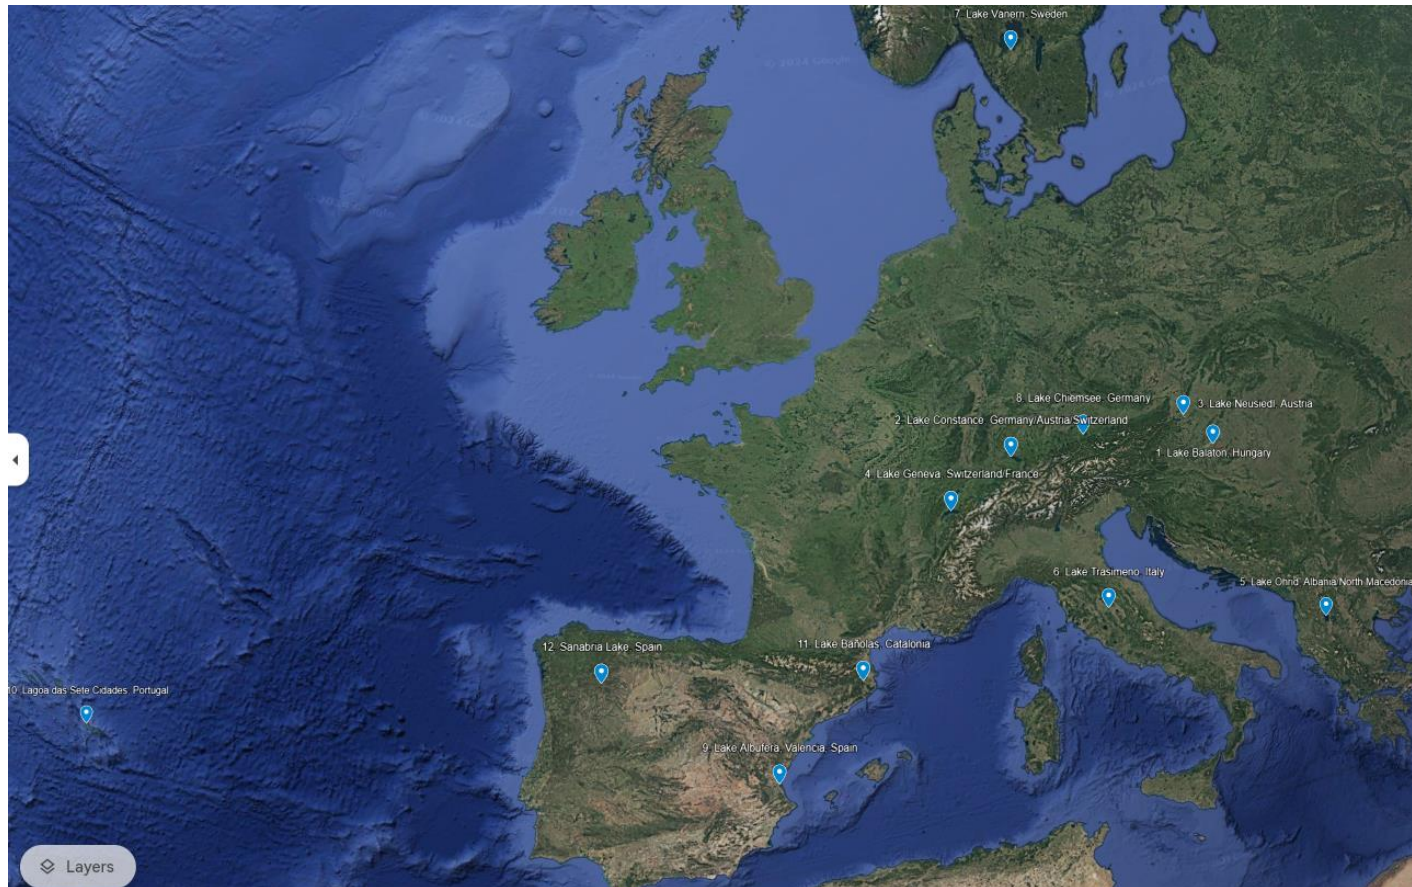 7. Lake Vanern, Sweden
© 2024 Google
8. Lake Chiemsee, Germany
3. Lake Neusiedl, Austria
2. Lake Constance Germany/Austria/Switzerland
1. Lake Balaton, Hungary
4. Lake Geneva, Switzerland/France
6. Lake Trasimeno, Italy
5. Lake Ohrid, Albania/North Macedonia
12. Sanabria Lake, Spain
11. Lake Bañolas, Catalonia
10. Lagoa das Sete Cidades, Portugal
9. Lake Albufera, Valencia, Spain
Layers